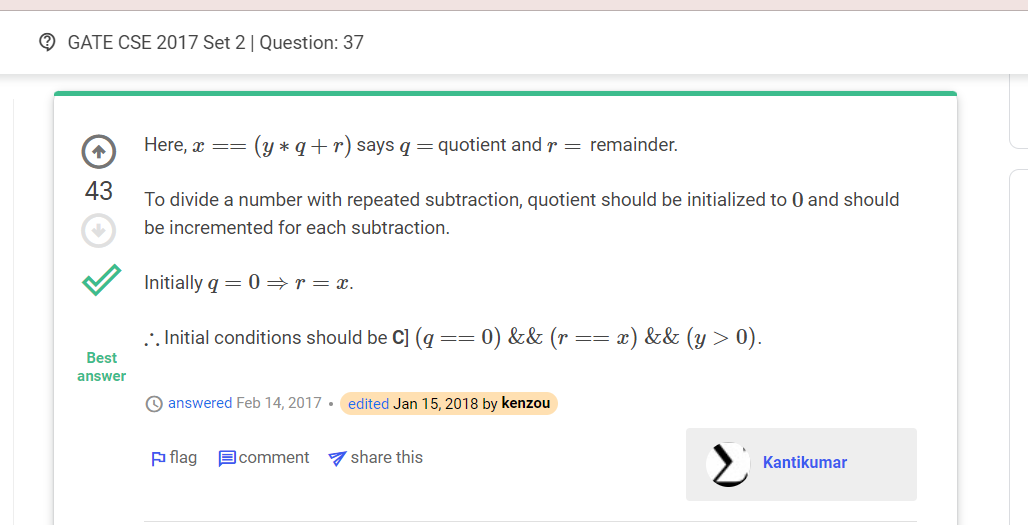 GATE CSE 2017 Set 2 | Question: 37
Here, x == (y * q + r) says q = quotient and r = remainder.
43
To divide a number with repeated subtraction, quotient should be initialized to 0 and should
be incremented for each subtraction.
Initially q = 0 ⇒ r = x.
∴ Initial conditions should be C] (q == 0) && (r == x) && (y > 0).
Best
answer
answered Feb 14, 2017 • edited Jan 15, 2018 by kenzou
flag comment share this
Kantikumar